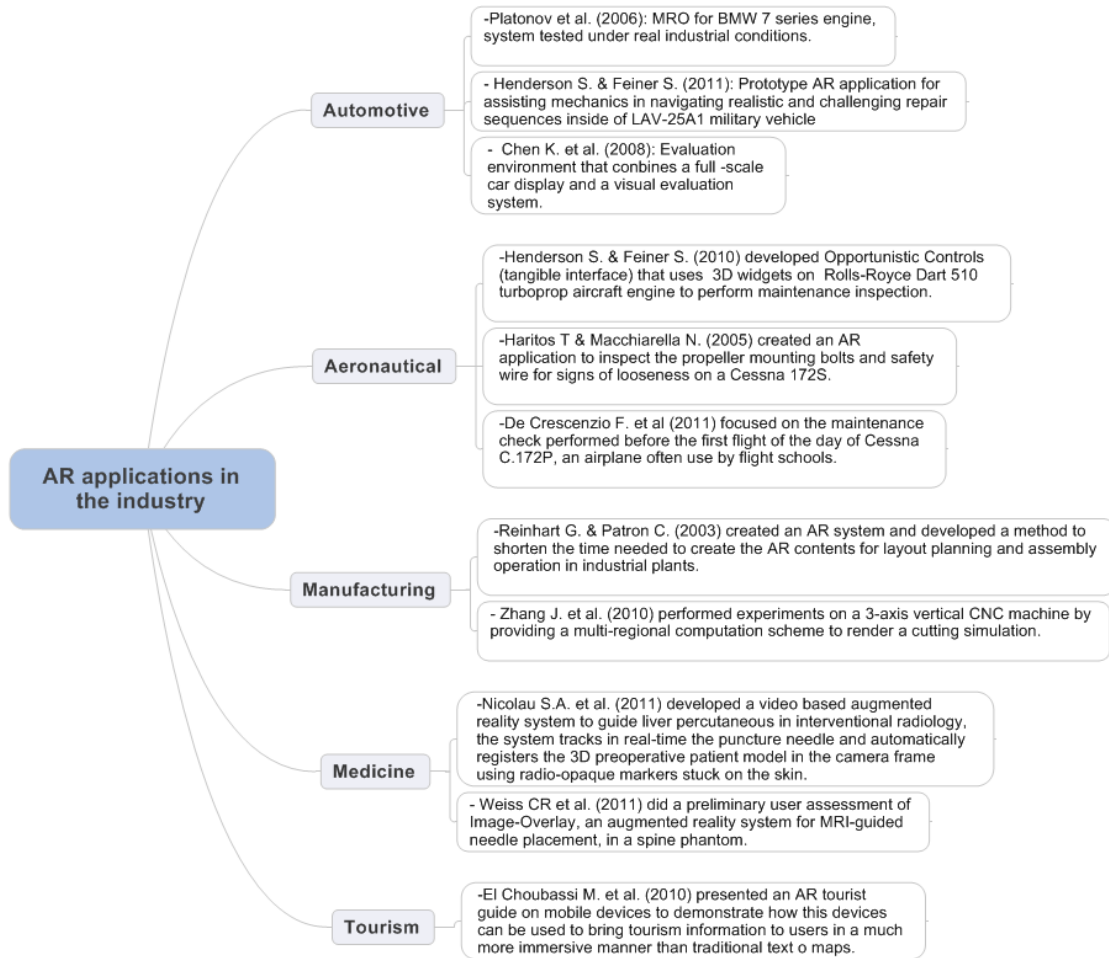 AR applications in
the industry
Automotive
-Platonov et al. (2006): MRO for BMW 7 series engine,
system tested under real industrial conditions.
- Henderson S. & Feiner S. (2011): Prototype AR application for
assisting mechanics in navigating realistic and challenging repair
sequences inside of LAV-25A1 military vehicle
- Chen K. et al. (2008): Evaluation
environment that conbines a full -scale
car display and a visual evaluation
system.
Aeronautical
-Henderson S. & Feiner S. (2010) developed Opportunistic Controls
(tangible interface) that uses 3D widgets on Rolls-Royce Dart 510
turboprop aircraft engine to perform maintenance inspection.
-Haritos T & Macchiarella N. (2005) created an AR
application to inspect the propeller mounting bolts and safety
wire for signs of looseness on a Cessna 172S.
-De Crescenzio F. et al (2011) focused on the maintenance
check performed before the first flight of the day of Cessna
C.172P, an airplane often use by flight schools.
Manufacturing
-Reinhart G. & Patron C. (2003) created an AR system and developed a method to
shorten the time needed to create the AR contents for layout planning and assembly
operation in industrial plants.
- Zhang J. et al. (2010) performed experiments on a 3-axis vertical CNC machine by
providing a multi-regional computation scheme to render a cutting simulation.
Medicine
-Nicolau S.A. et al. (2011) developed a video based augmented
reality system to guide liver percutaneous in interventional radiology,
the system tracks in real-time the puncture needle and automatically
registers the 3D preoperative patient model in the camera frame
using radio-opaque markers stuck on the skin.
- Weiss CR et al. (2011) did a preliminary user assessment of
Image-Overlay, an augmented reality system for MRI-guided
needle placement, in a spine phantom.
Tourism
-El Choubassi M. et al. (2010) presented an AR tourist
guide on mobile devices to demonstrate how this devices
can be used to bring tourism information to users in a much
more immersive manner than traditional text o maps.